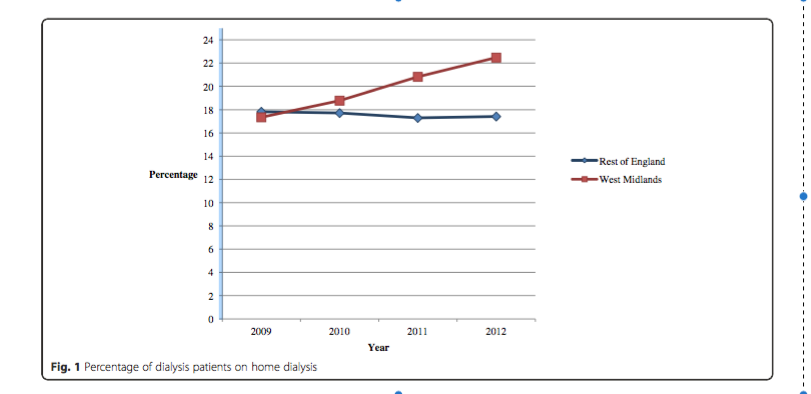 24
22
20
18
16
14
Percentage 12
10
8
6
4
2
0
2009 2010 2011 2012
Year
Rest of England
West Midlands
Fig. 1 Percentage of dialysis patients on home dialysis